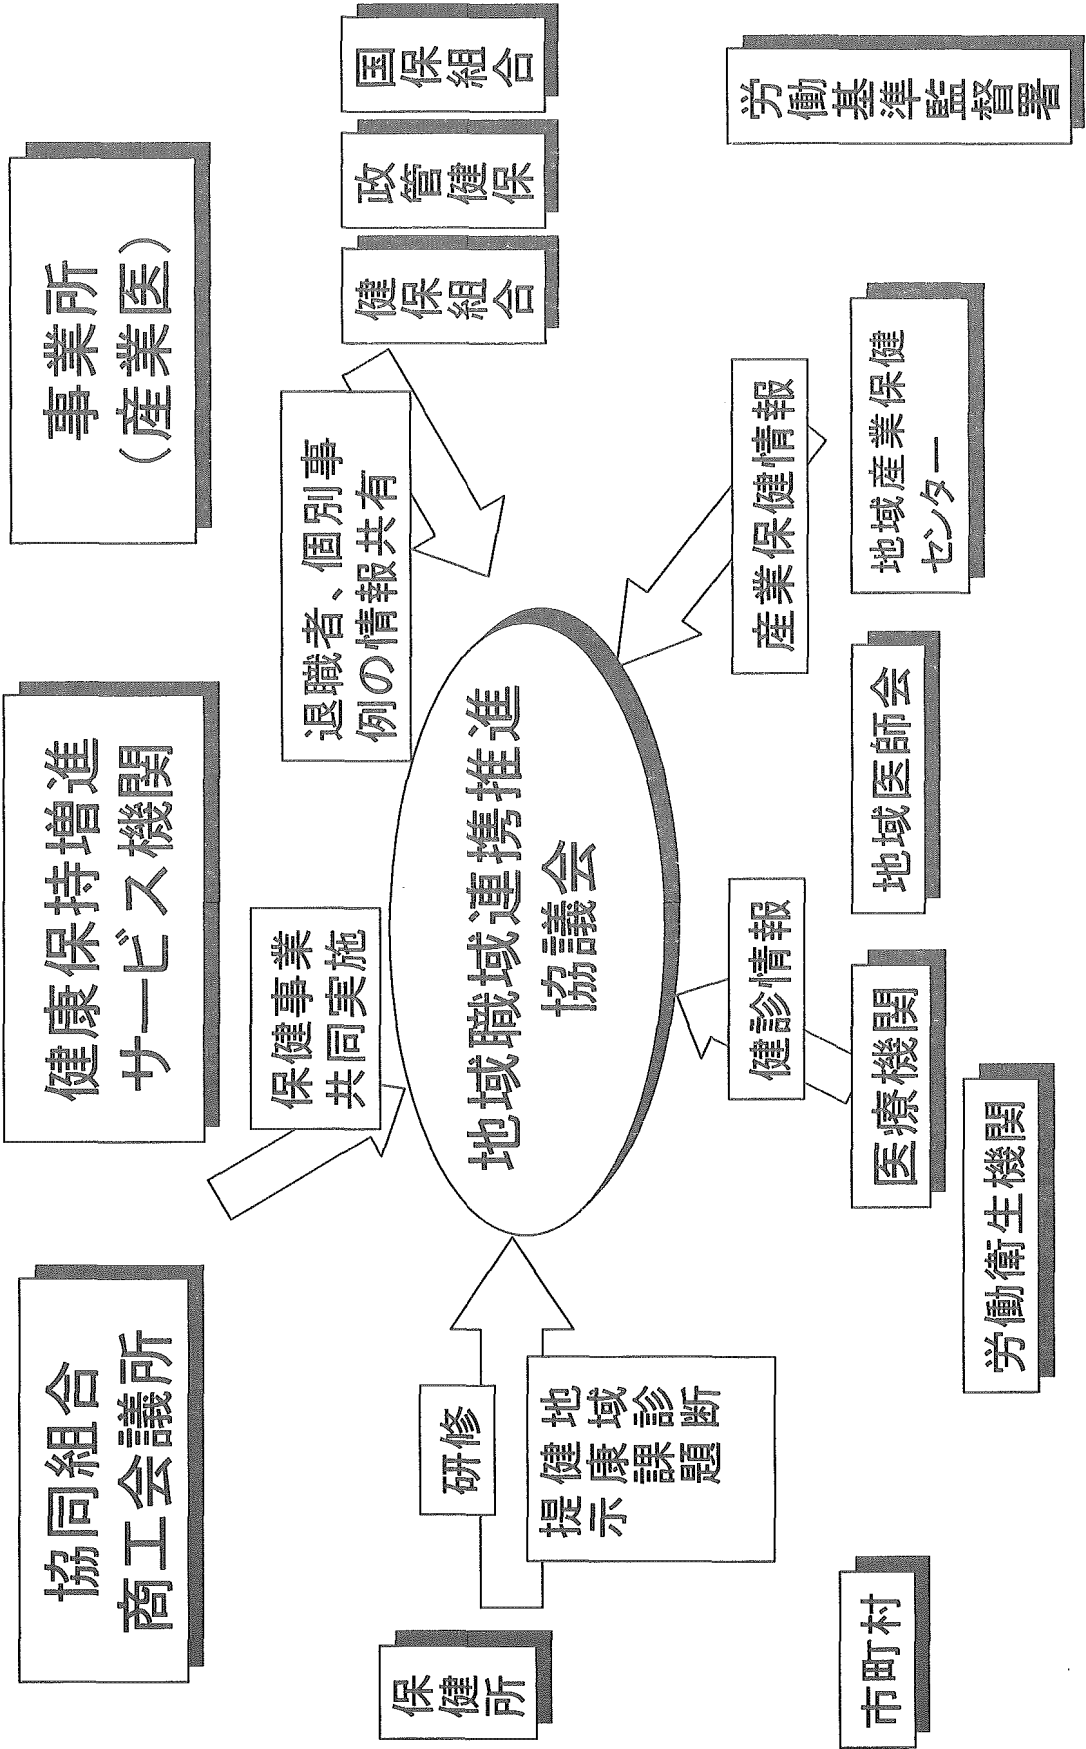 協同組合
商工会議所
健康保持増進
サービス機関
事業所
（産業医）
保健事業
共同実施
退職者、個別事
例の情報共有
保健所
研修
地域診断
健康課題
提示
地域職域連携推進
協議会
健保組合
政管健保
国保組合
健診情報
産業保健情報
市町村
医療機関
地域医師会
地域産業保健
センター
労働衛生機関
労働基準監督署